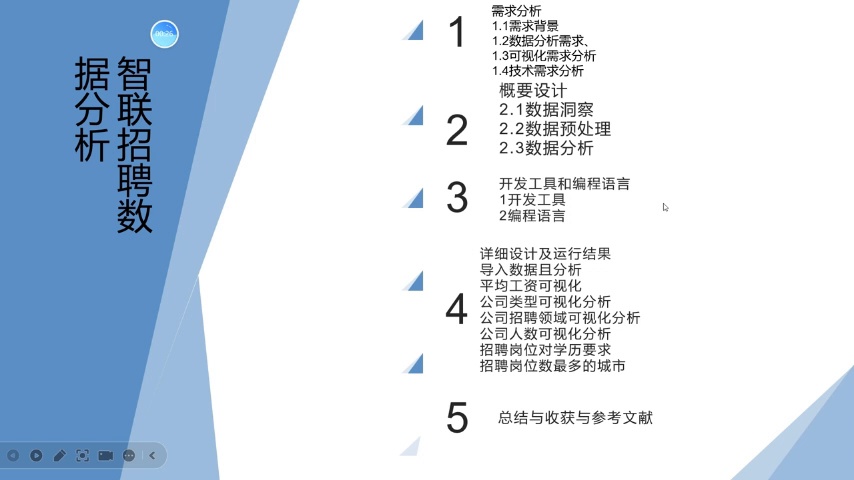 智联招聘数
据分析
00:26
1
需求分析
1.1需求背景
1.2数据分析需求、
1.3可视化需求分析
1.4技术需求分析
2
概要设计
2.1数据洞察
2.2数据预处理
2.3数据分析
3
开发工具和编程语言
1开发工具
2编程语言
4
详细设计及运行结果
导入数据且分析
平均工资可视化
公司类型可视化分析
公司招聘领域可视化分析
公司人数可视化分析
招聘岗位对学历要求
招聘岗位数最多的城市
5
总结与收获与参考文献